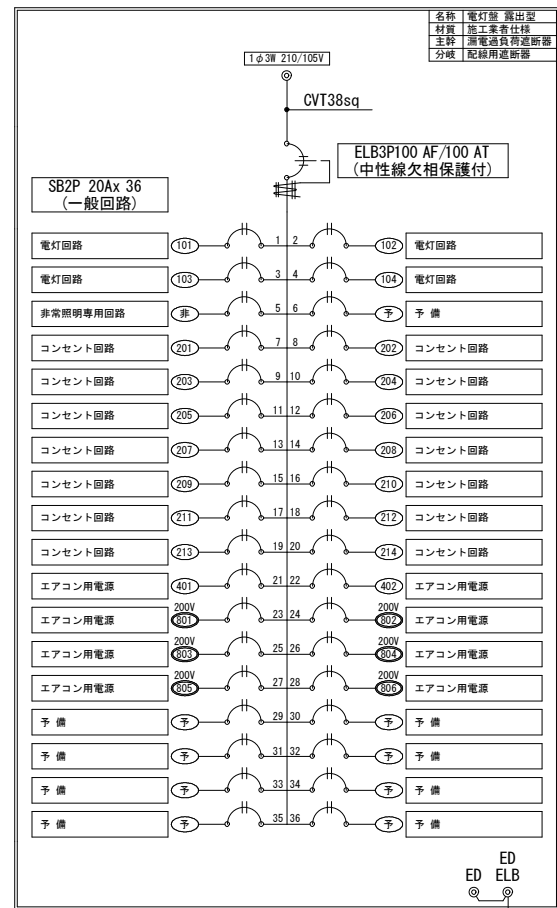 名称 電灯盤 露出型
材質 施工業者仕様
主幹 漏電過負荷遮断器
分岐 配線用遮断器
1φ3W 210/105V
CVT38sq
ELB3P100 AF/100 AT
(中性線欠相保護付)
SB2P 20Ax 36
(一般回路)
電灯回路 101 1 2 102 電灯回路
電灯回路 103 3 4 104 電灯回路
非常照明専用回路 非 5 6 予 予 備
コンセント回路 201 7 8 202 コンセント回路
コンセント回路 203 9 10 204 コンセント回路
コンセント回路 205 11 12 206 コンセント回路
コンセント回路 207 13 14 208 コンセント回路
コンセント回路 209 15 16 210 コンセント回路
コンセント回路 211 17 18 212 コンセント回路
コンセント回路 213 19 20 214 コンセント回路
エアコン用電源 401 21 22 402 エアコン用電源
200V 200V
エアコン用電源 801 23 24 802 エアコン用電源
200V 200V
エアコン用電源 803 25 26 804 エアコン用電源
200V 200V
エアコン用電源 805 27 28 806 エアコン用電源
予 備 予 29 30 予 予 備
予 備 予 31 32 予 予 備
予 備 予 33 34 予 予 備
予 備 予 35 36 予 予 備
ED
ED ELB